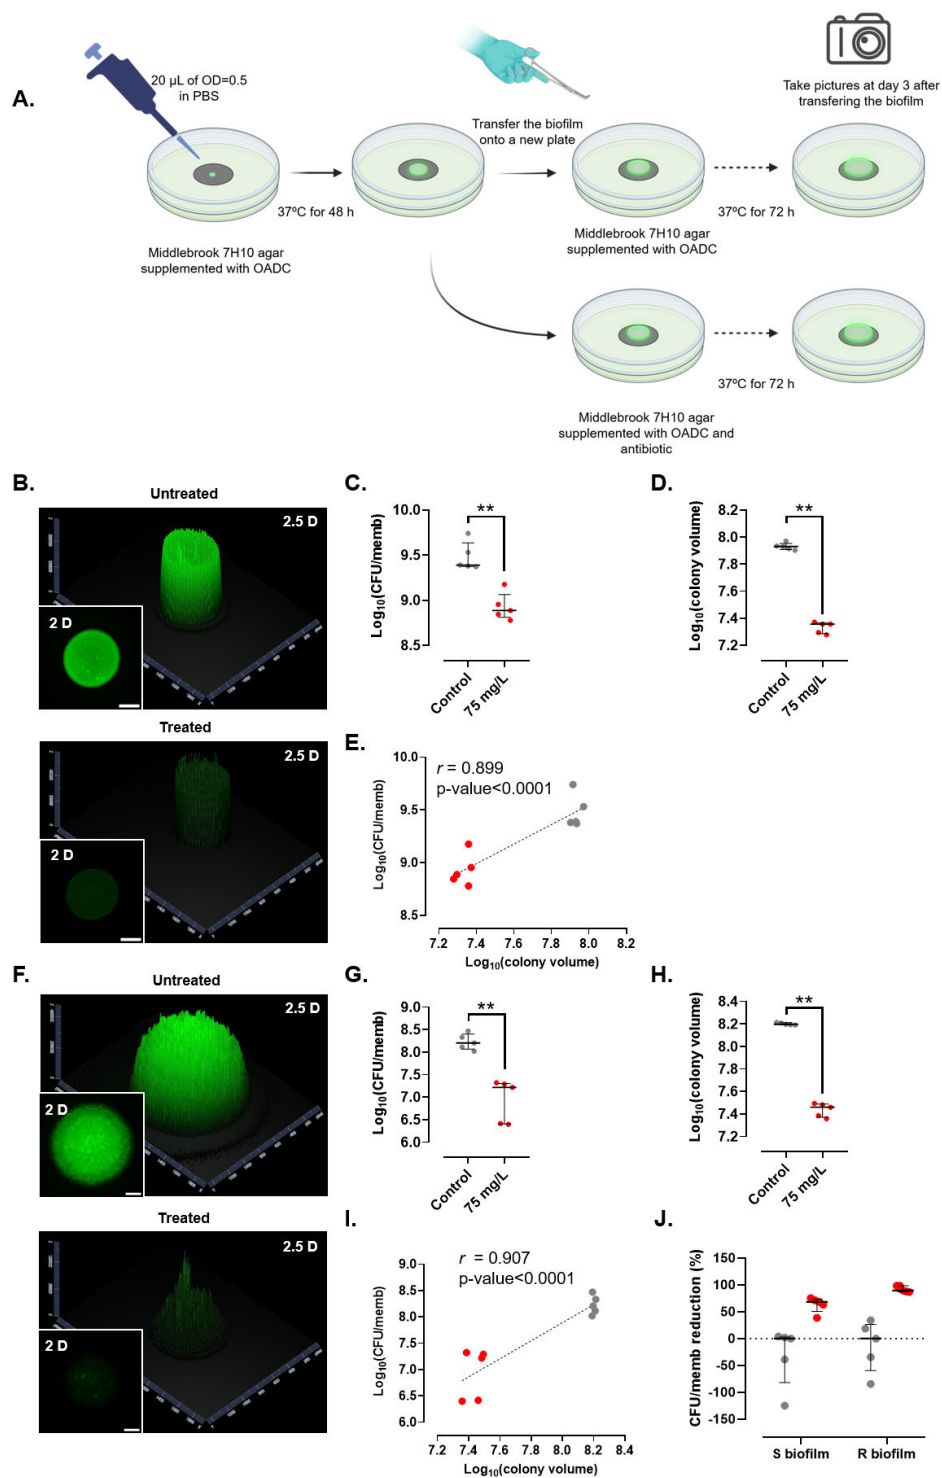 A.
20 µL of OD=0.5
in PBS
Transfer the biofilm
onto a new plate
Take pictures at day 3 after
transfering the biofilm
37ºC for 48 h
37ºC for 72 h
Middlebrook 7H10 agar
supplemented with OADC
Middlebrook 7H10 agar
supplemented with OADC
37ºC for 72 h
Middlebrook 7H10 agar
supplemented with OADC and
antibiotic
B.
Untreated
2.5 D
2 D
Treated
2.5 D
2 D
C.
Log10(CFU/memb)
10.0
9.5
9.0
8.5
**
Control
75 mg/L
D.
Log10(colony volume)
8.2
8.0
7.8
7.6
7.4
7.2
**
Control
75 mg/L
E.
Log10(CFU/memb)
10.0
9.5
9.0
8.5
r = 0.899
p-value<0.0001
7.2 7.4 7.6 7.8 8.0 8.2
Log10(colony volume)
F.
Untreated
2.5 D
2 D
Treated
2.5 D
2 D
G.
Log10(CFU/memb)
9.0
8.5
8.0
7.5
7.0
6.5
6.0
**
Control
75 mg/L
H.
Log10(colony volume)
8.4
8.2
8.0
7.8
7.6
7.4
7.2
**
Control
75 mg/L
I.
Log10(CFU/memb)
9.0
8.5
8.0
7.5
7.0
6.5
6.0
r = 0.907
p-value<0.0001
7.2 7.4 7.6 7.8 8.0 8.2 8.4
Log10(colony volume)
J.
CFU/memb reduction (%)
150
100
50
0
-50
-100
-150
S biofilm R biofilm